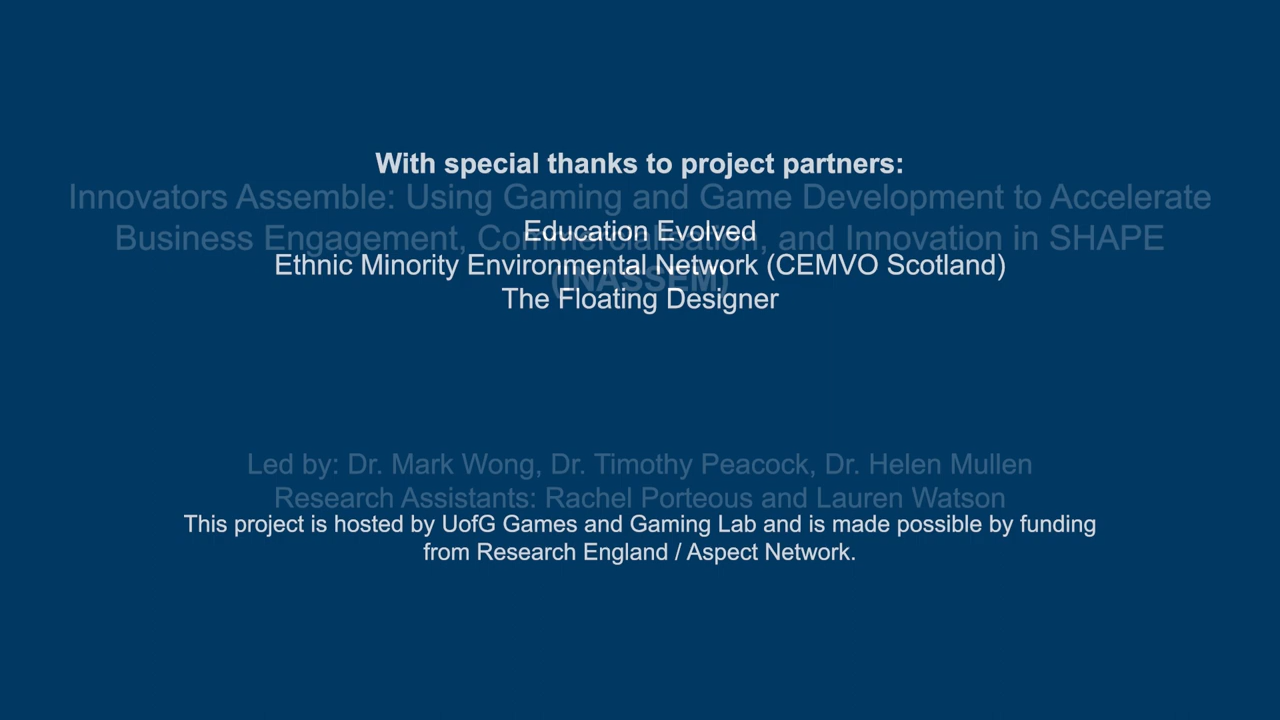 With special thanks to project partners:
Innovators Assemble: Using Gaming and Game Development to Accelerate
Education Evolved
Business Engagement, Commercialisation, and Innovation in SHAPE
Ethnic Minority Environmental Network (CEMVO Scotland)
(INASSEM)
The Floating Designer
Led by: Dr. Mark Wong, Dr. Timothy Peacock, Dr. Helen Mullen
Research Assistants: Rachel Porteous and Lauren Watson
This project is hosted by UofG Games and Gaming Lab and is made possible by funding
from Research England / Aspect Network.